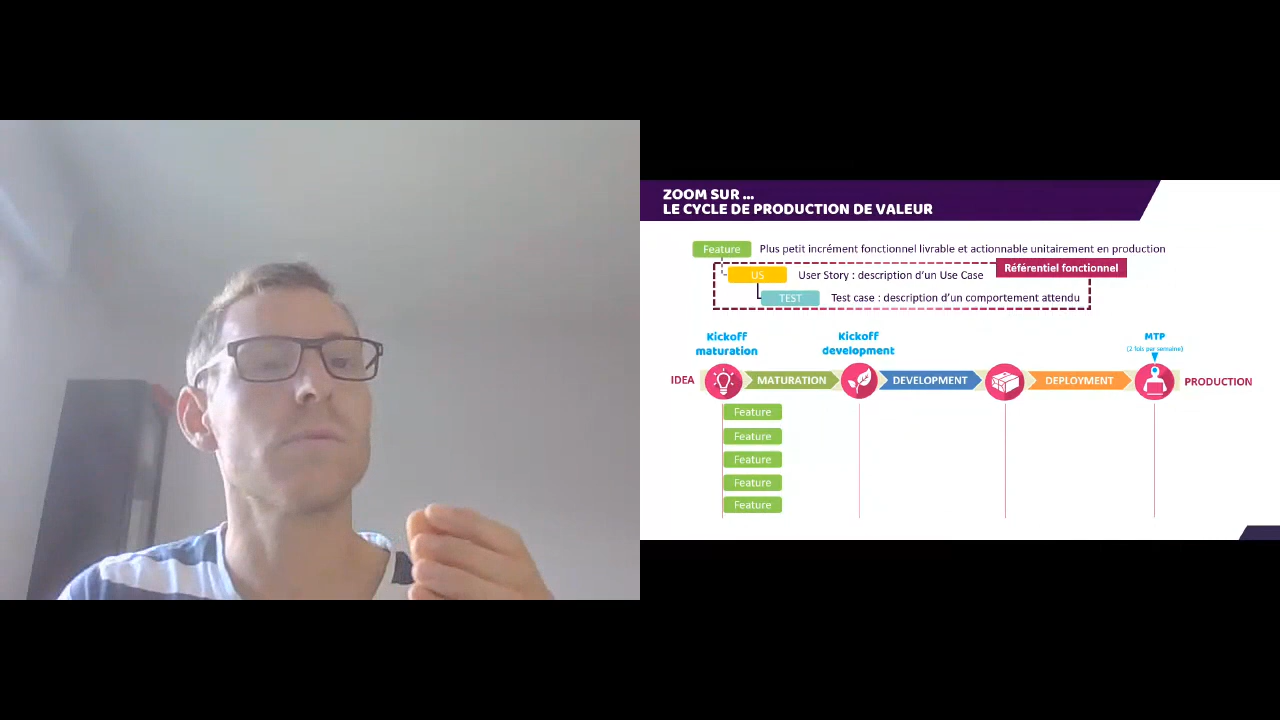 ZOOM SUR ...
LE CYCLE DE PRODUCTION DE VALEUR
Feature Plus petit incrément fonctionnel livrable et actionnable unitairement en production
Référentiel fonctionnel
US User Story : description d'un Use Case
TEST Test case : description d'un comportement attendu
Kickoff
maturation
Kickoff
development
MTP
(2 fois par semaine)
IDEA MATURATION DEVELOPMENT DEPLOYMENT PRODUCTION
Feature
Feature
Feature
Feature
Feature